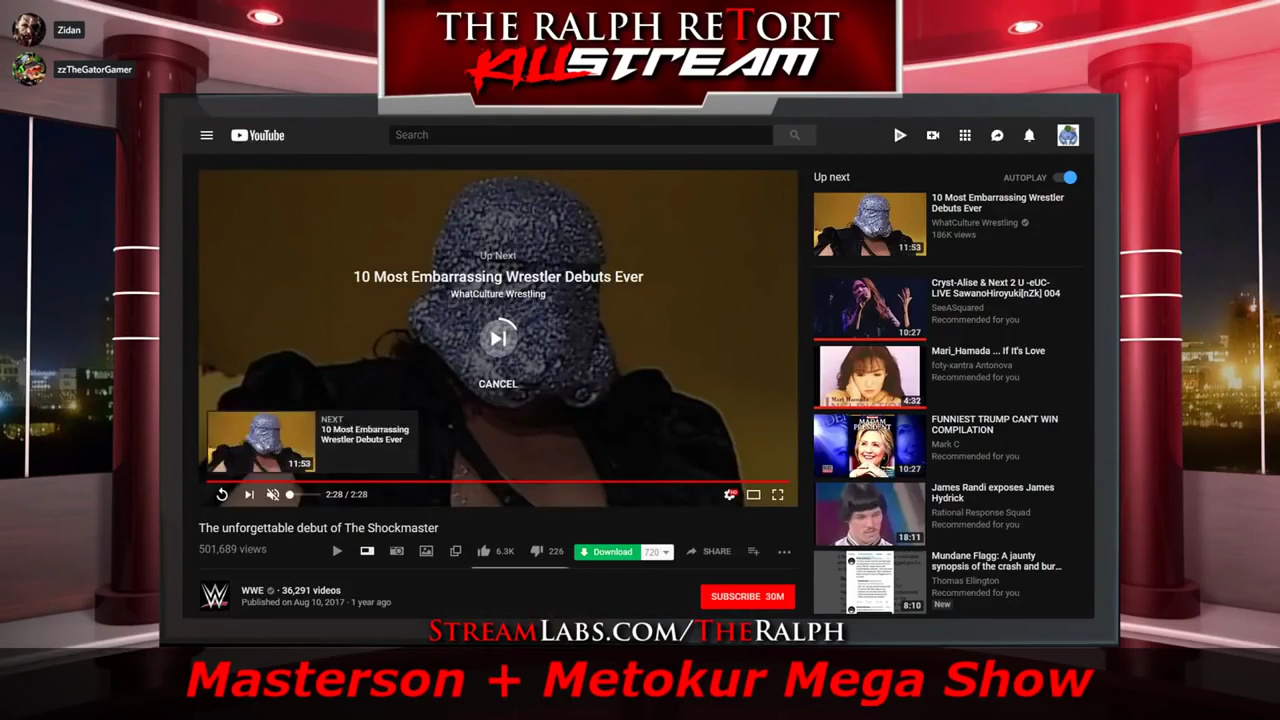 Zidan
zzTheGatorGamer
THE RALPH RETORT
KILLSTREAM
YouTube
Search
Up next
AUTOPLAY
Up Next
10 Most Embarrassing Wrestler Debuts Ever
WhatCulture Wrestling
CANCEL
NEXT
10 Most Embarrassing
Wrestler Debuts Ever
11:53
2:28 / 2:28
The unforgettable debut of The Shockmaster
501,689 views
6.3K
226
Download
720
SHARE
WWE • 36,291 videos
Published on Aug 10, 2017 • 1 year ago
SUBSCRIBE 30M
10 Most Embarrassing Wrestler
Debuts Ever
WhatCulture Wrestling
186K views
11:53
Cryst-Alise & Next 2 U -eUC-
LIVE SawanoHiroyuki[nZk] 004
SeeASquared
Recommended for you
10:27
Mari_Hamada ... If It's Love
foty-xantra Antonova
Recommended for you
4:32
FUNNIEST TRUMP CAN'T WIN
COMPILATION
Mark C
Recommended for you
MADAM
PRESIDENT
10:27
James Randi exposes James
Hydrick
Rational Response Squad
Recommended for you
18:11
Mundane Flagg: A jaunty
synopsis of the crash and bur...
Thomas Ellington
Recommended for you
New
8:10
STREAMLABS.COM/THERALPH
Masterson + Metokur Mega Show